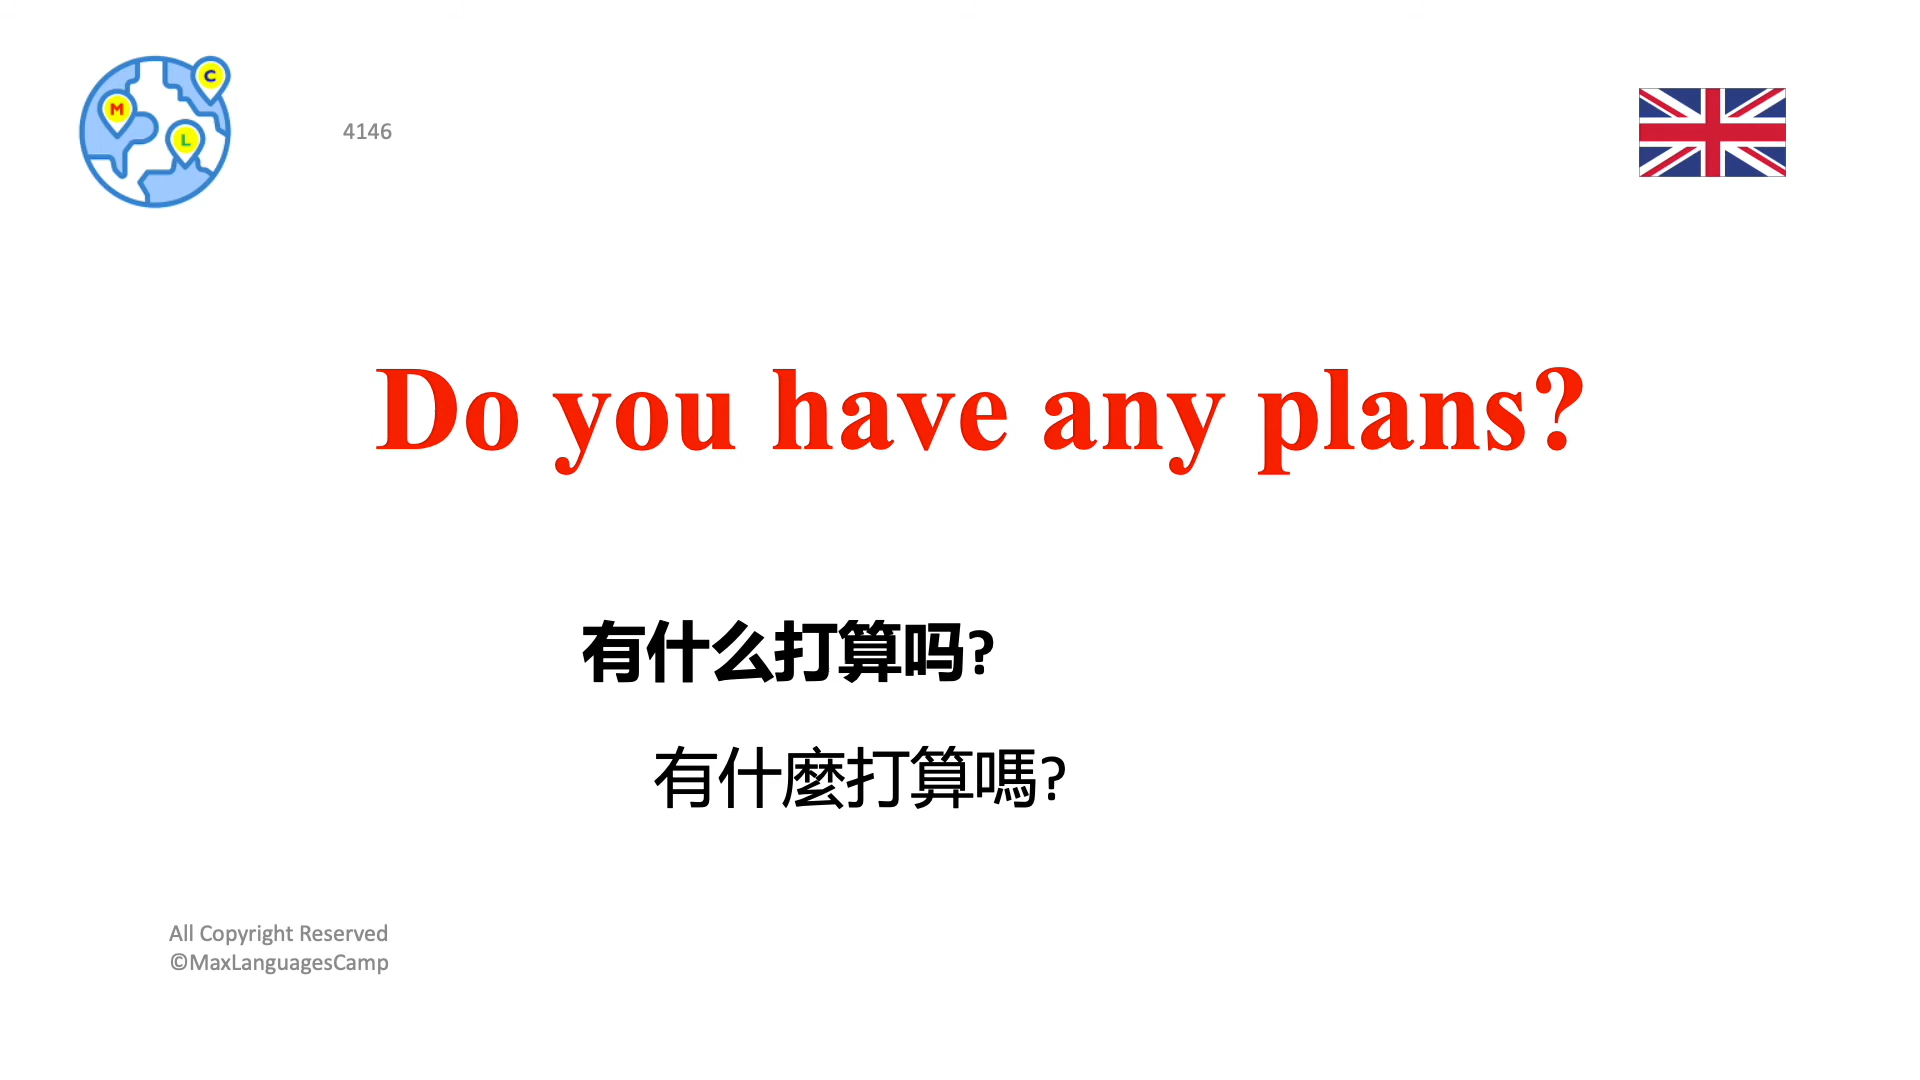 C
M
L
4146
Do you have any plans?
有什么打算吗?
有什麼打算嗎?
All Copyright Reserved
©MaxLanguagesCamp